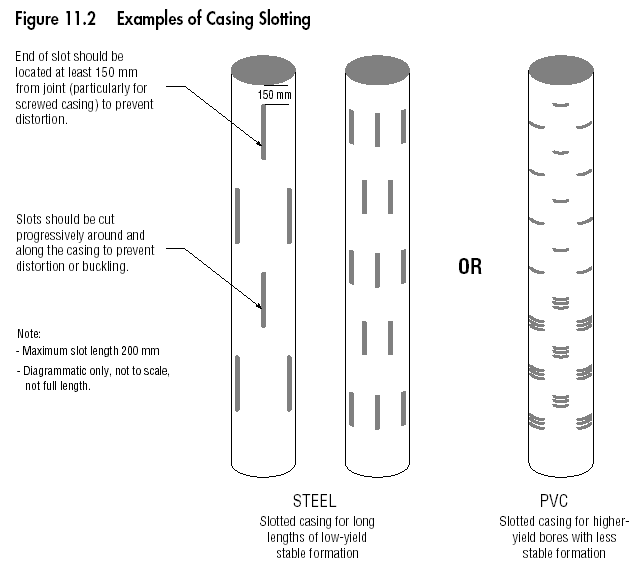 Figure 11.2 Examples of Casing Slotting
End of slot should be
located at least 150 mm
from joint (particularly for
screwed casing) to prevent
distortion.
150 mm
Slots should be cut
progressively around and
along the casing to prevent
distortion or buckling.
OR
Note:
- Maximum slot length 200 mm
- Diagrammatic only, not to scale,
not full length.
STEEL
Slotted casing for long
lengths of low-yield
stable formation
PVC
Slotted casing for higher-
yield bores with less
stable formation